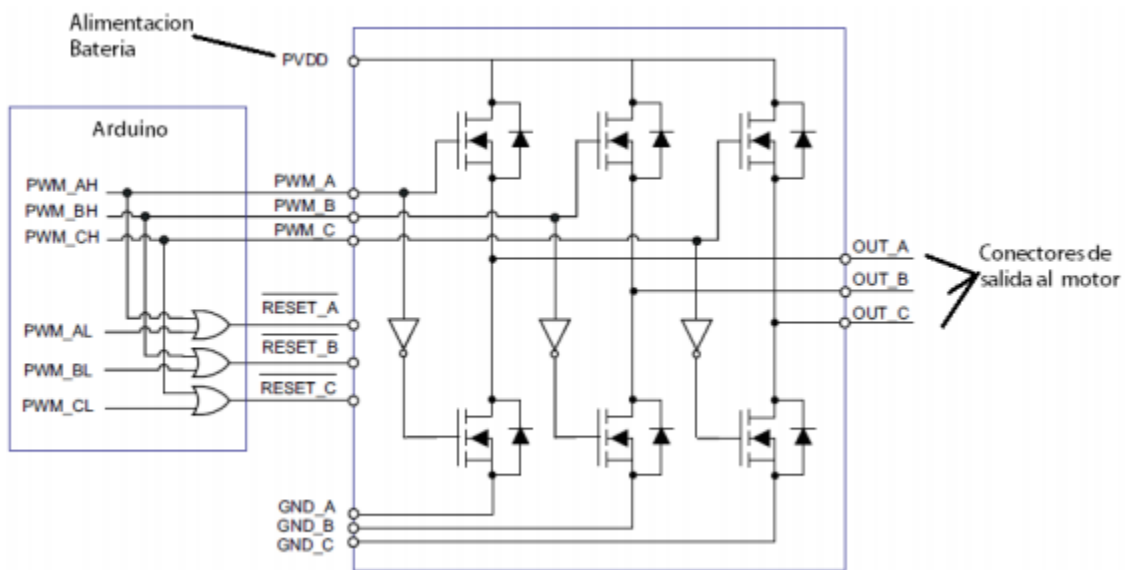 Alimentacion
Bateria
PVDD
Arduino
PWM_AH
PWM_A
PWM_BH
PWM_B
PWM_CH
PWM_C
OUT_A
Conectores de
salida al motor
OUT_B
OUT_C
RESET_A
PWM_AL
RESET_B
PWM_BL
RESET_C
PWM_CL
GND_A
GND_B
GND_C